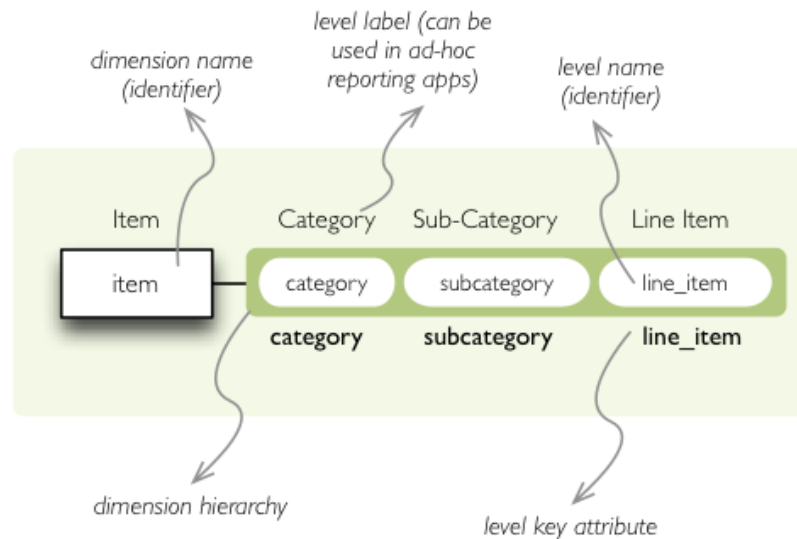 level label (can be
used in ad-hoc
reporting apps)
dimension name
(identifier)
level name
(identifier)
Item
Category
Sub-Category
Line Item
item
category
subcategory
line_item
category
subcategory
line_item
dimension hierarchy
level key attribute